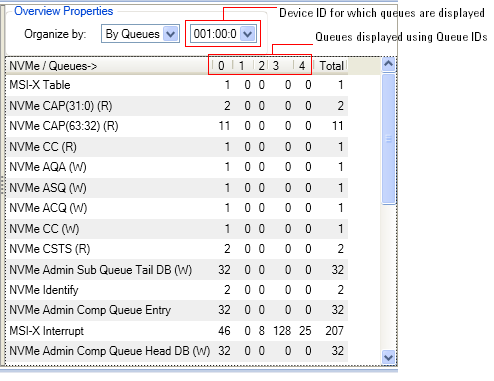 Overview Properties
Device ID for which queues are displayed
Organize by: By Queues 001:00:0
Queues displayed using Queue IDs
NVMe / Queues-> 0 1 2 3 4 Total
MSI-X Table 1 0 0 0 0 1
NVMe CAP(31:0) (R) 2 0 0 0 0 2
NVMe CAP(63:32) (R) 11 0 0 0 0 11
NVMe CC (R) 1 0 0 0 0 1
NVMe AQA (W) 1 0 0 0 0 1
NVMe ASQ (W) 1 0 0 0 0 1
NVMe ACQ (W) 1 0 0 0 0 1
NVMe CC (W) 1 0 0 0 0 1
NVMe CSTS (R) 2 0 0 0 0 2
NVMe Admin Sub Queue Tail DB (W) 32 0 0 0 0 32
NVMe Identify 2 0 0 0 0 2
NVMe Admin Comp Queue Entry 32 0 0 0 0 32
MSI-X Interrupt 46 0 8 128 25 207
NVMe Admin Comp Queue Head DB (W) 32 0 0 0 0 32